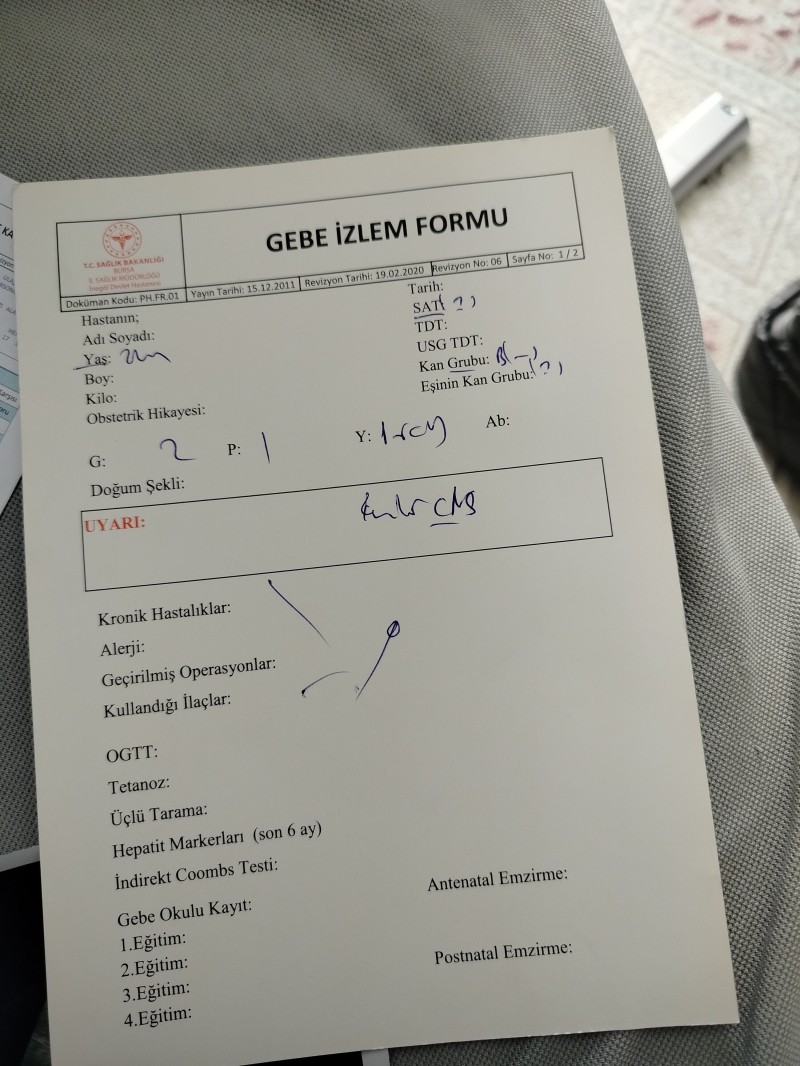 T.C. SAĞLIK BAKANLIĞI
BURSA
İL SAĞLIK MÜDÜRLÜĞÜ
İnegöl Devlet Hastanesi
GEBE İZLEM FORMU
Doküman Kodu: PH.FR.01 Yayın Tarihi: 15.12.2011 Revizyon Tarihi: 19.02.2020 Revizyon No: 06 Sayfa No: 1 / 2
Hastanın;
Adı Soyadı:
Yaş:
Boy:
Kilo:
Obstetrik Hikayesi:
Tarih:
SAT: (?)
TDT:
USG TDT:
Kan Grubu: (-)
Eşinin Kan Grubu: (?)
G: 2 P: 1 Y: 1 Ab:
Doğum Şekli:
UYARI:
Kronik Hastalıklar:
Alerji:
Geçirilmiş Operasyonlar:
Kullandığı İlaçlar:
OGTT:
Tetanoz:
Üçlü Tarama:
Hepatit Markerları (son 6 ay)
İndirekt Coombs Testi:
Gebe Okulu Kayıt:
1.Eğitim:
2.Eğitim:
3.Eğitim:
4.Eğitim:
Antenatal Emzirme:
Postnatal Emzirme: